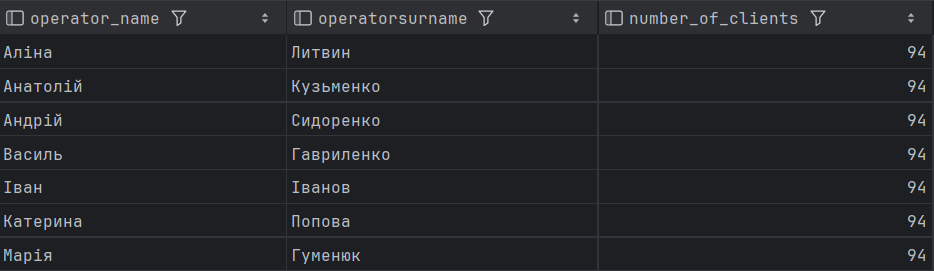 operator_name operatorsurname number_of_clients
Аліна Литвин 94
Анатолій Кузьменко 94
Андрій Сидоренко 94
Василь Гавриленко 94
Іван Іванов 94
Катерина Попова 94
Марія Гуменюк 94